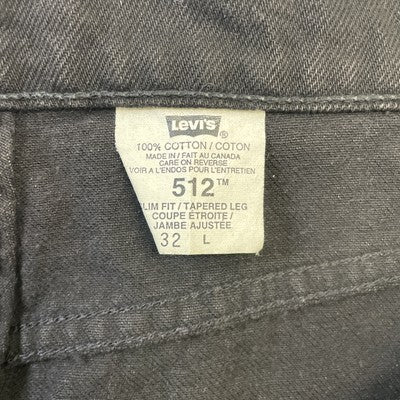 Levi's ®
100% COTTON / COTON
MADE IN / FAIT AU CANADA
CARE ON REVERSE
VOIR A L'ENDOS POUR L'ENTRETIEN
512™
SLIM FIT / TAPERED LEG
COUPE ÉTROITE /
JAMBE AJUSTÉE
32 L